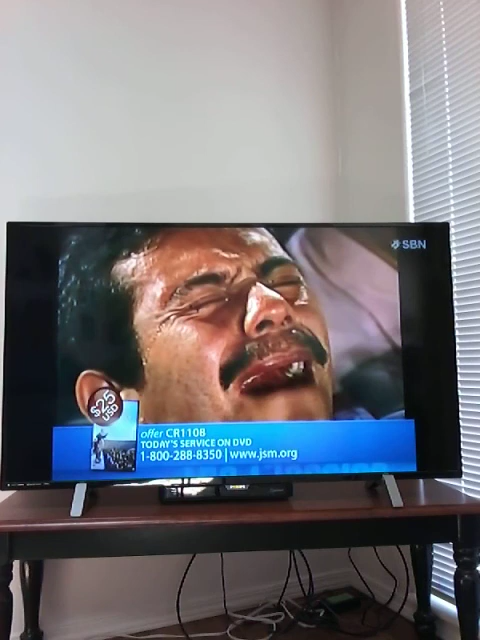 SBN
$25
USD
offer CR1108
TODAY'S SERVICE ON DVD
1-800-288-8350 | www.jsm.org